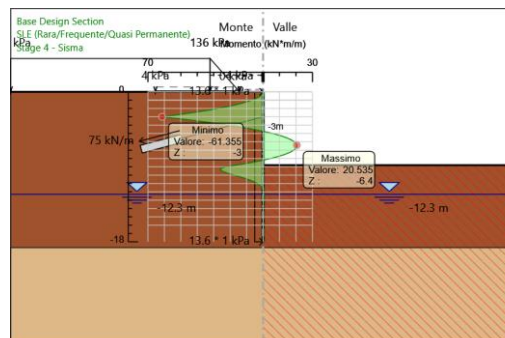 Base Design Section
SLE (Rara/Frequente/Quasi Permanente)
Stage 4 - Sisma
Monte Valle
kPa
136 kPa
Momento (kN*m/m)
70
30
4 kPa
0
13.6 * 1 kPa
-3m
75 kN/m
Minimo
Valore: -61.355
Z : -3
Massimo
Valore: 20.535
Z : -6.4
-12.3 m
-12.3 m
-18
13.6 * 1 kPa